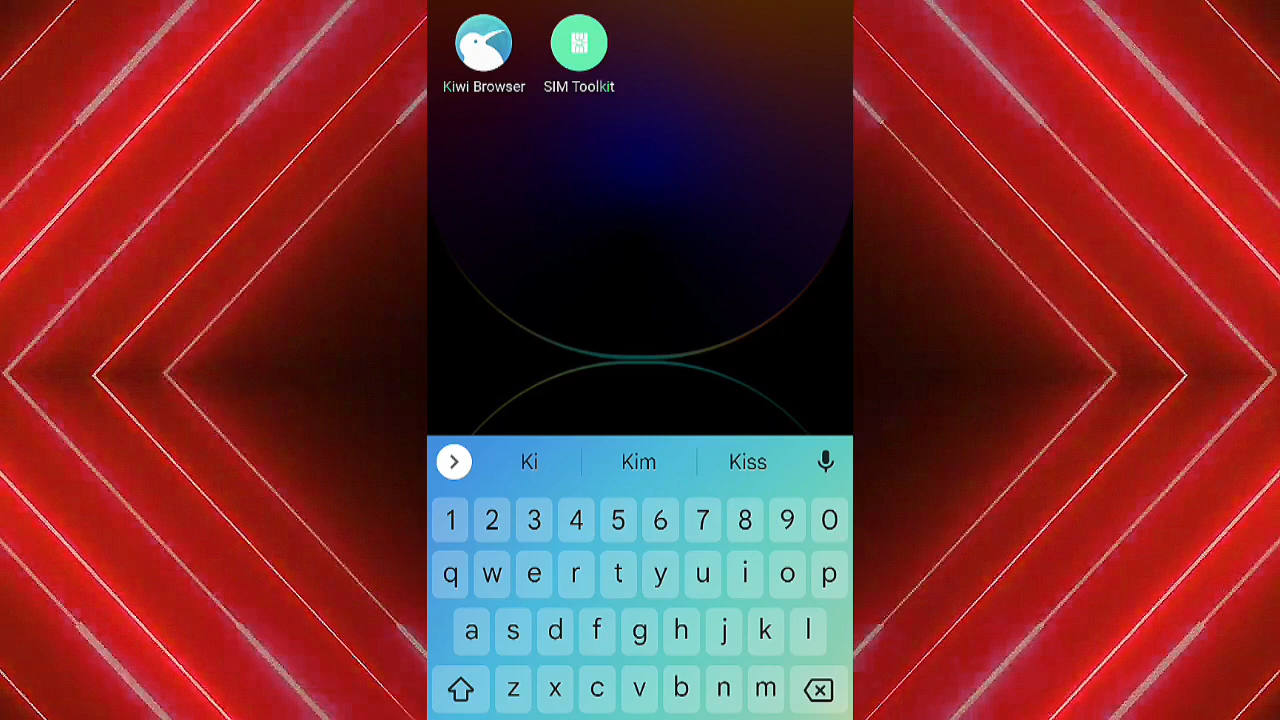 Kiwi Browser SIM Toolkit
Ki Kim Kiss
1 2 3 4 5 6 7 8 9 0
q w e r t y u i o p
a s d f g h j k l
z x c v b n m